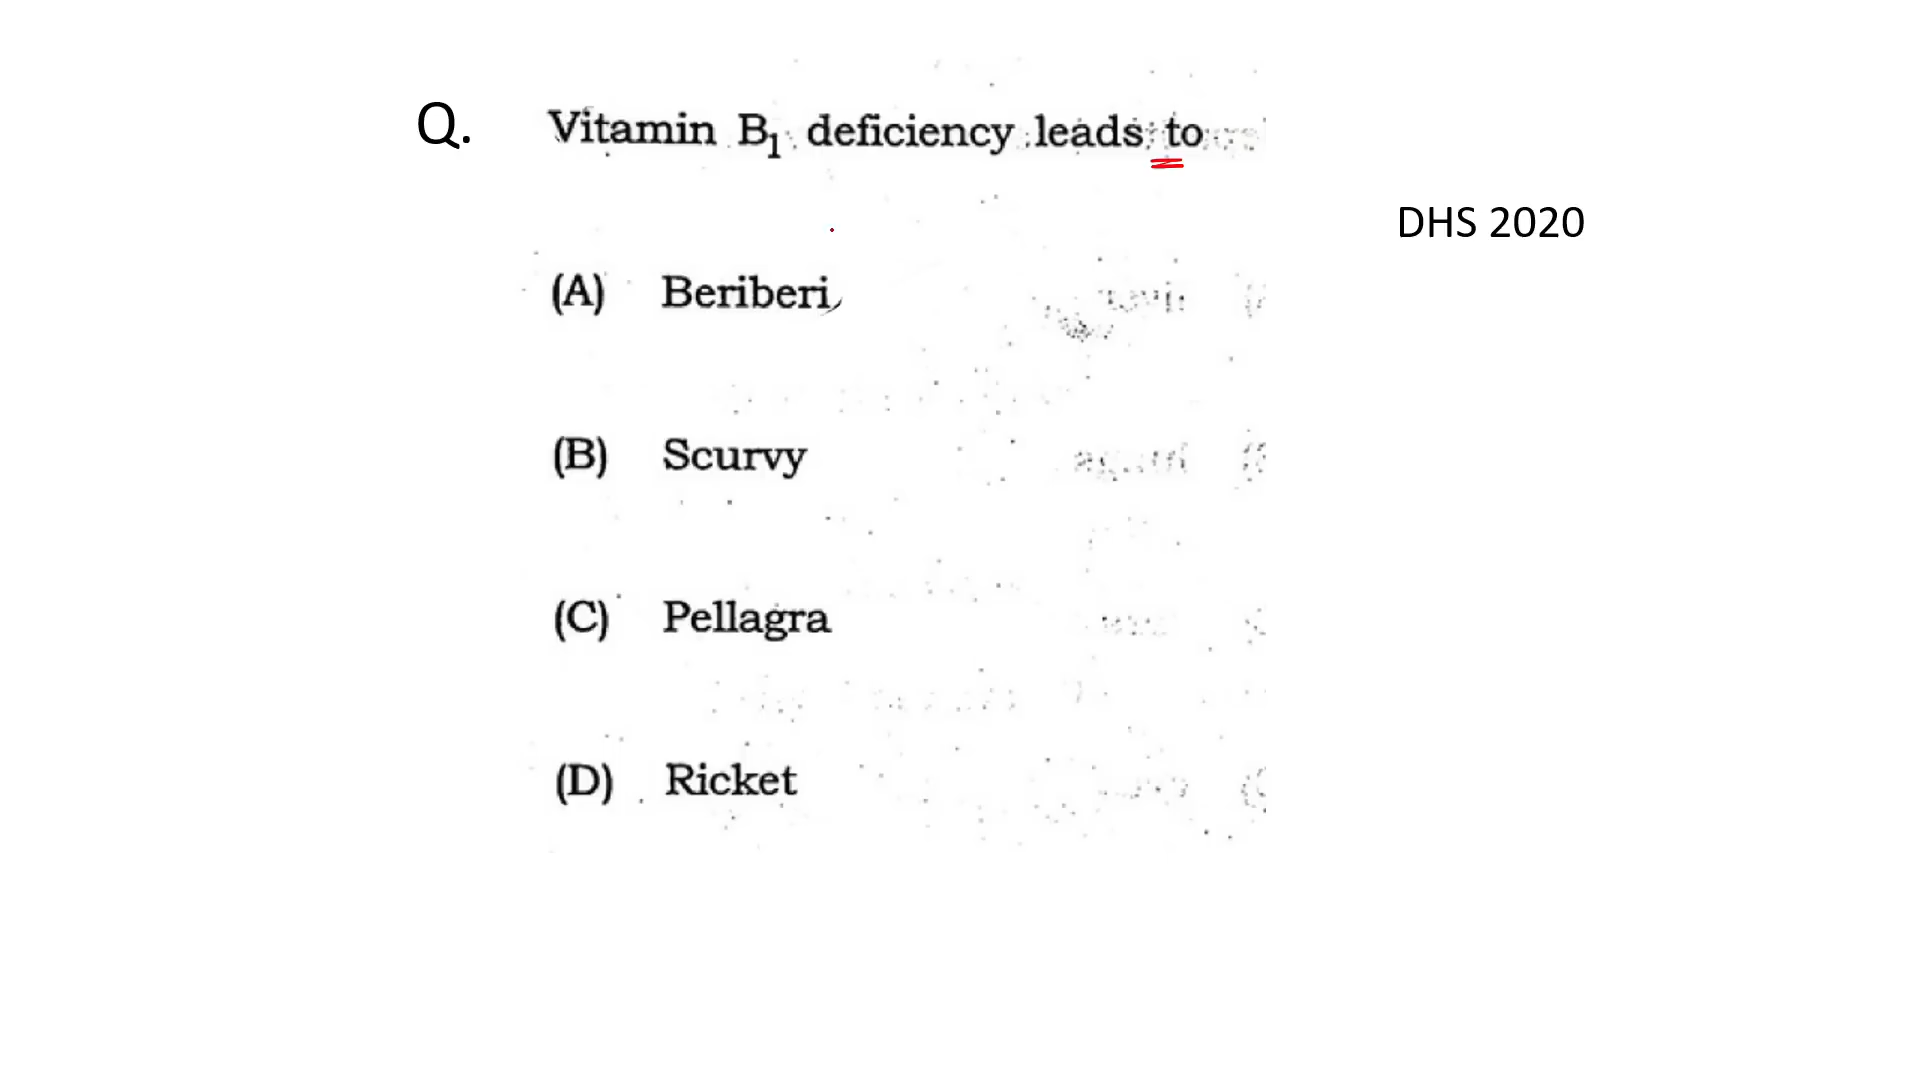 Q. Vitamin B₁ deficiency leads to
DHS 2020
(A) Beriberi
(B) Scurvy
(C) Pellagra
(D) Ricket